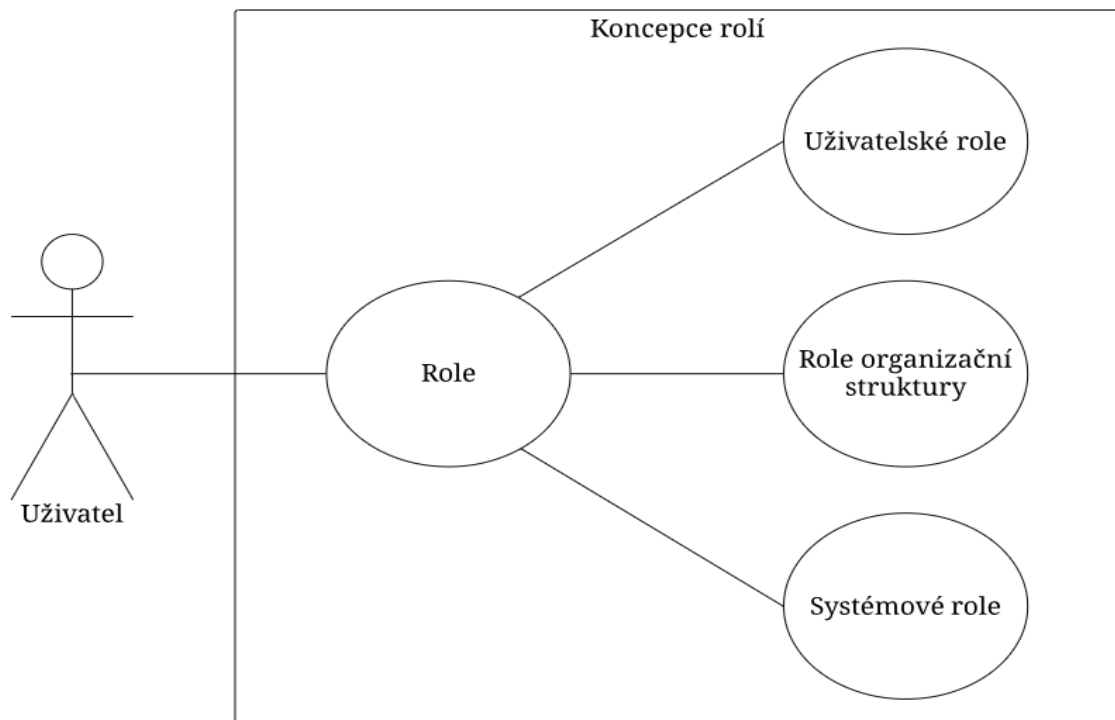 Koncepce rolí
Uživatelské role
Role organizační
struktury
Role
Systémové role
Uživatel